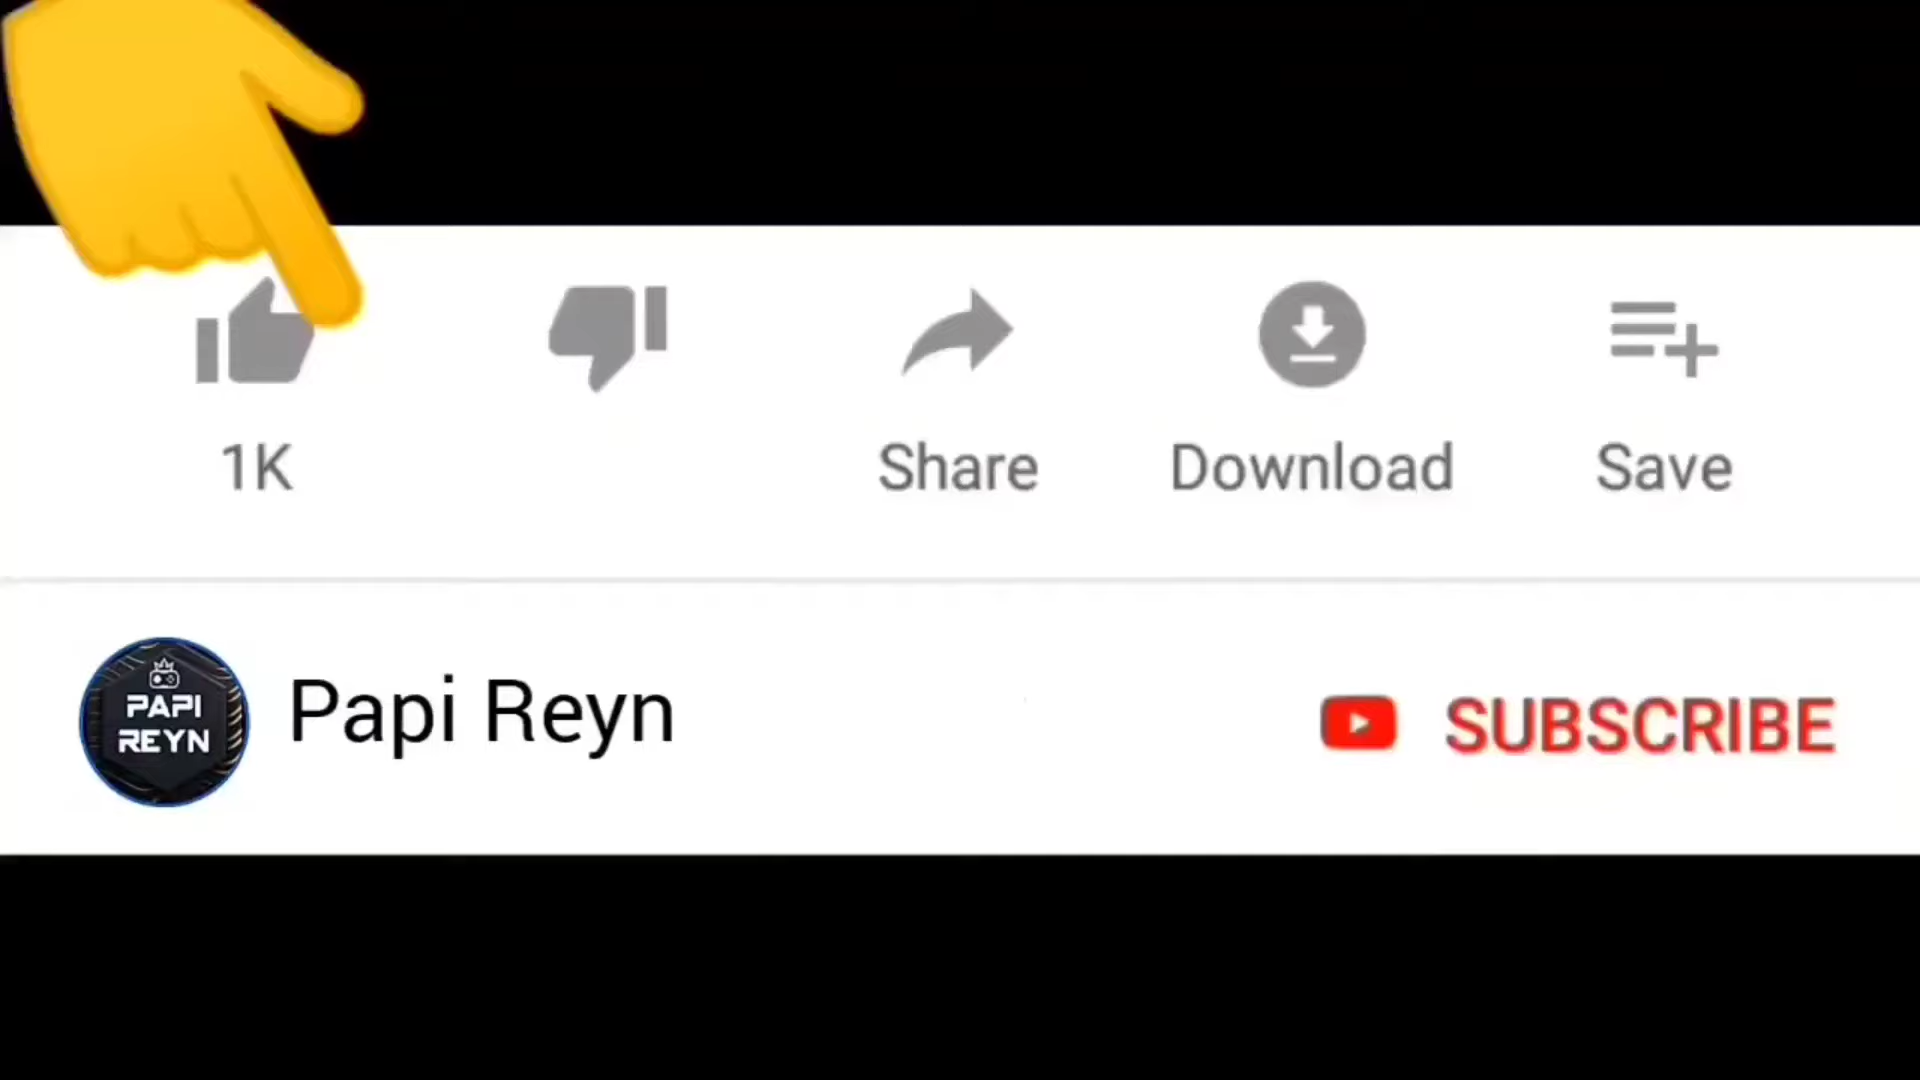 1K
Share
Download
Save
PAPI
REYN
Papi Reyn
SUBSCRIBE